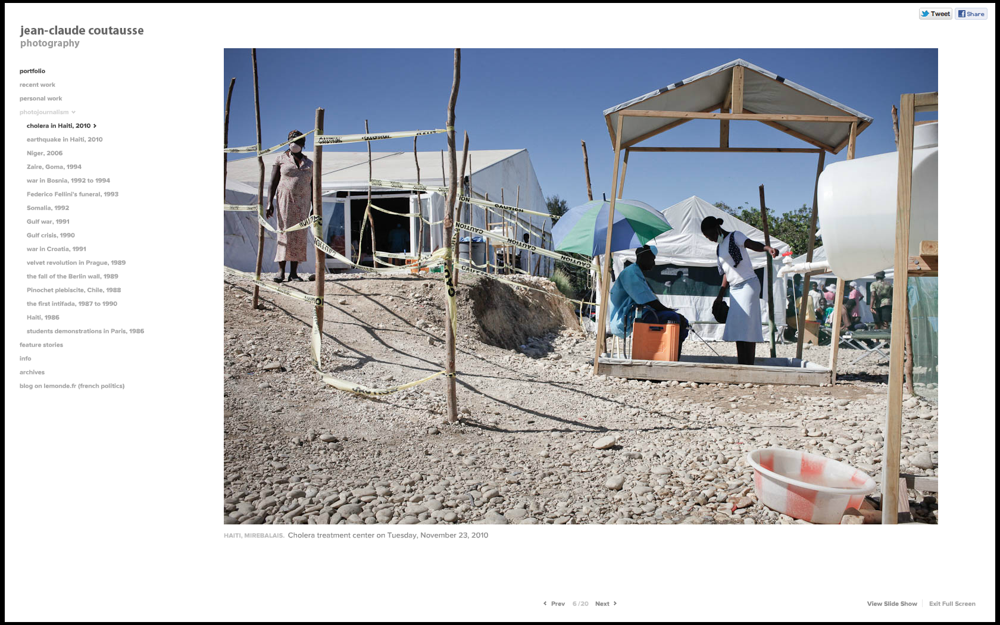 Tweet
Share
jean-claude coutausse
photography
portfolio
recent work
personal work
photojournalism
cholera in Haiti, 2010
earthquake in Haiti, 2010
Niger, 2006
Zaire, Goma, 1994
war in Bosnia, 1992 to 1994
Federico Fellini's funeral, 1993
Somalia, 1992
Gulf war, 1991
Gulf crisis, 1990
war in Croatia, 1991
velvet revolution in Prague, 1989
the fall of the Berlin wall, 1989
Pinochet plebiscite, Chile, 1988
the first intifada, 1987 to 1990
Haiti, 1986
students demonstrations in Paris, 1986
feature stories
info
archives
blog on lemonde.fr (french politics)
CAUTION
CAUTION
CAUTION
CAUTION
CAUTION
CAUTION
CAUTION
HAITI, MIREBALAIS. Cholera treatment center on Tuesday, November 23, 2010
Prev 6/20 Next
View Slide Show
Exit Full Screen